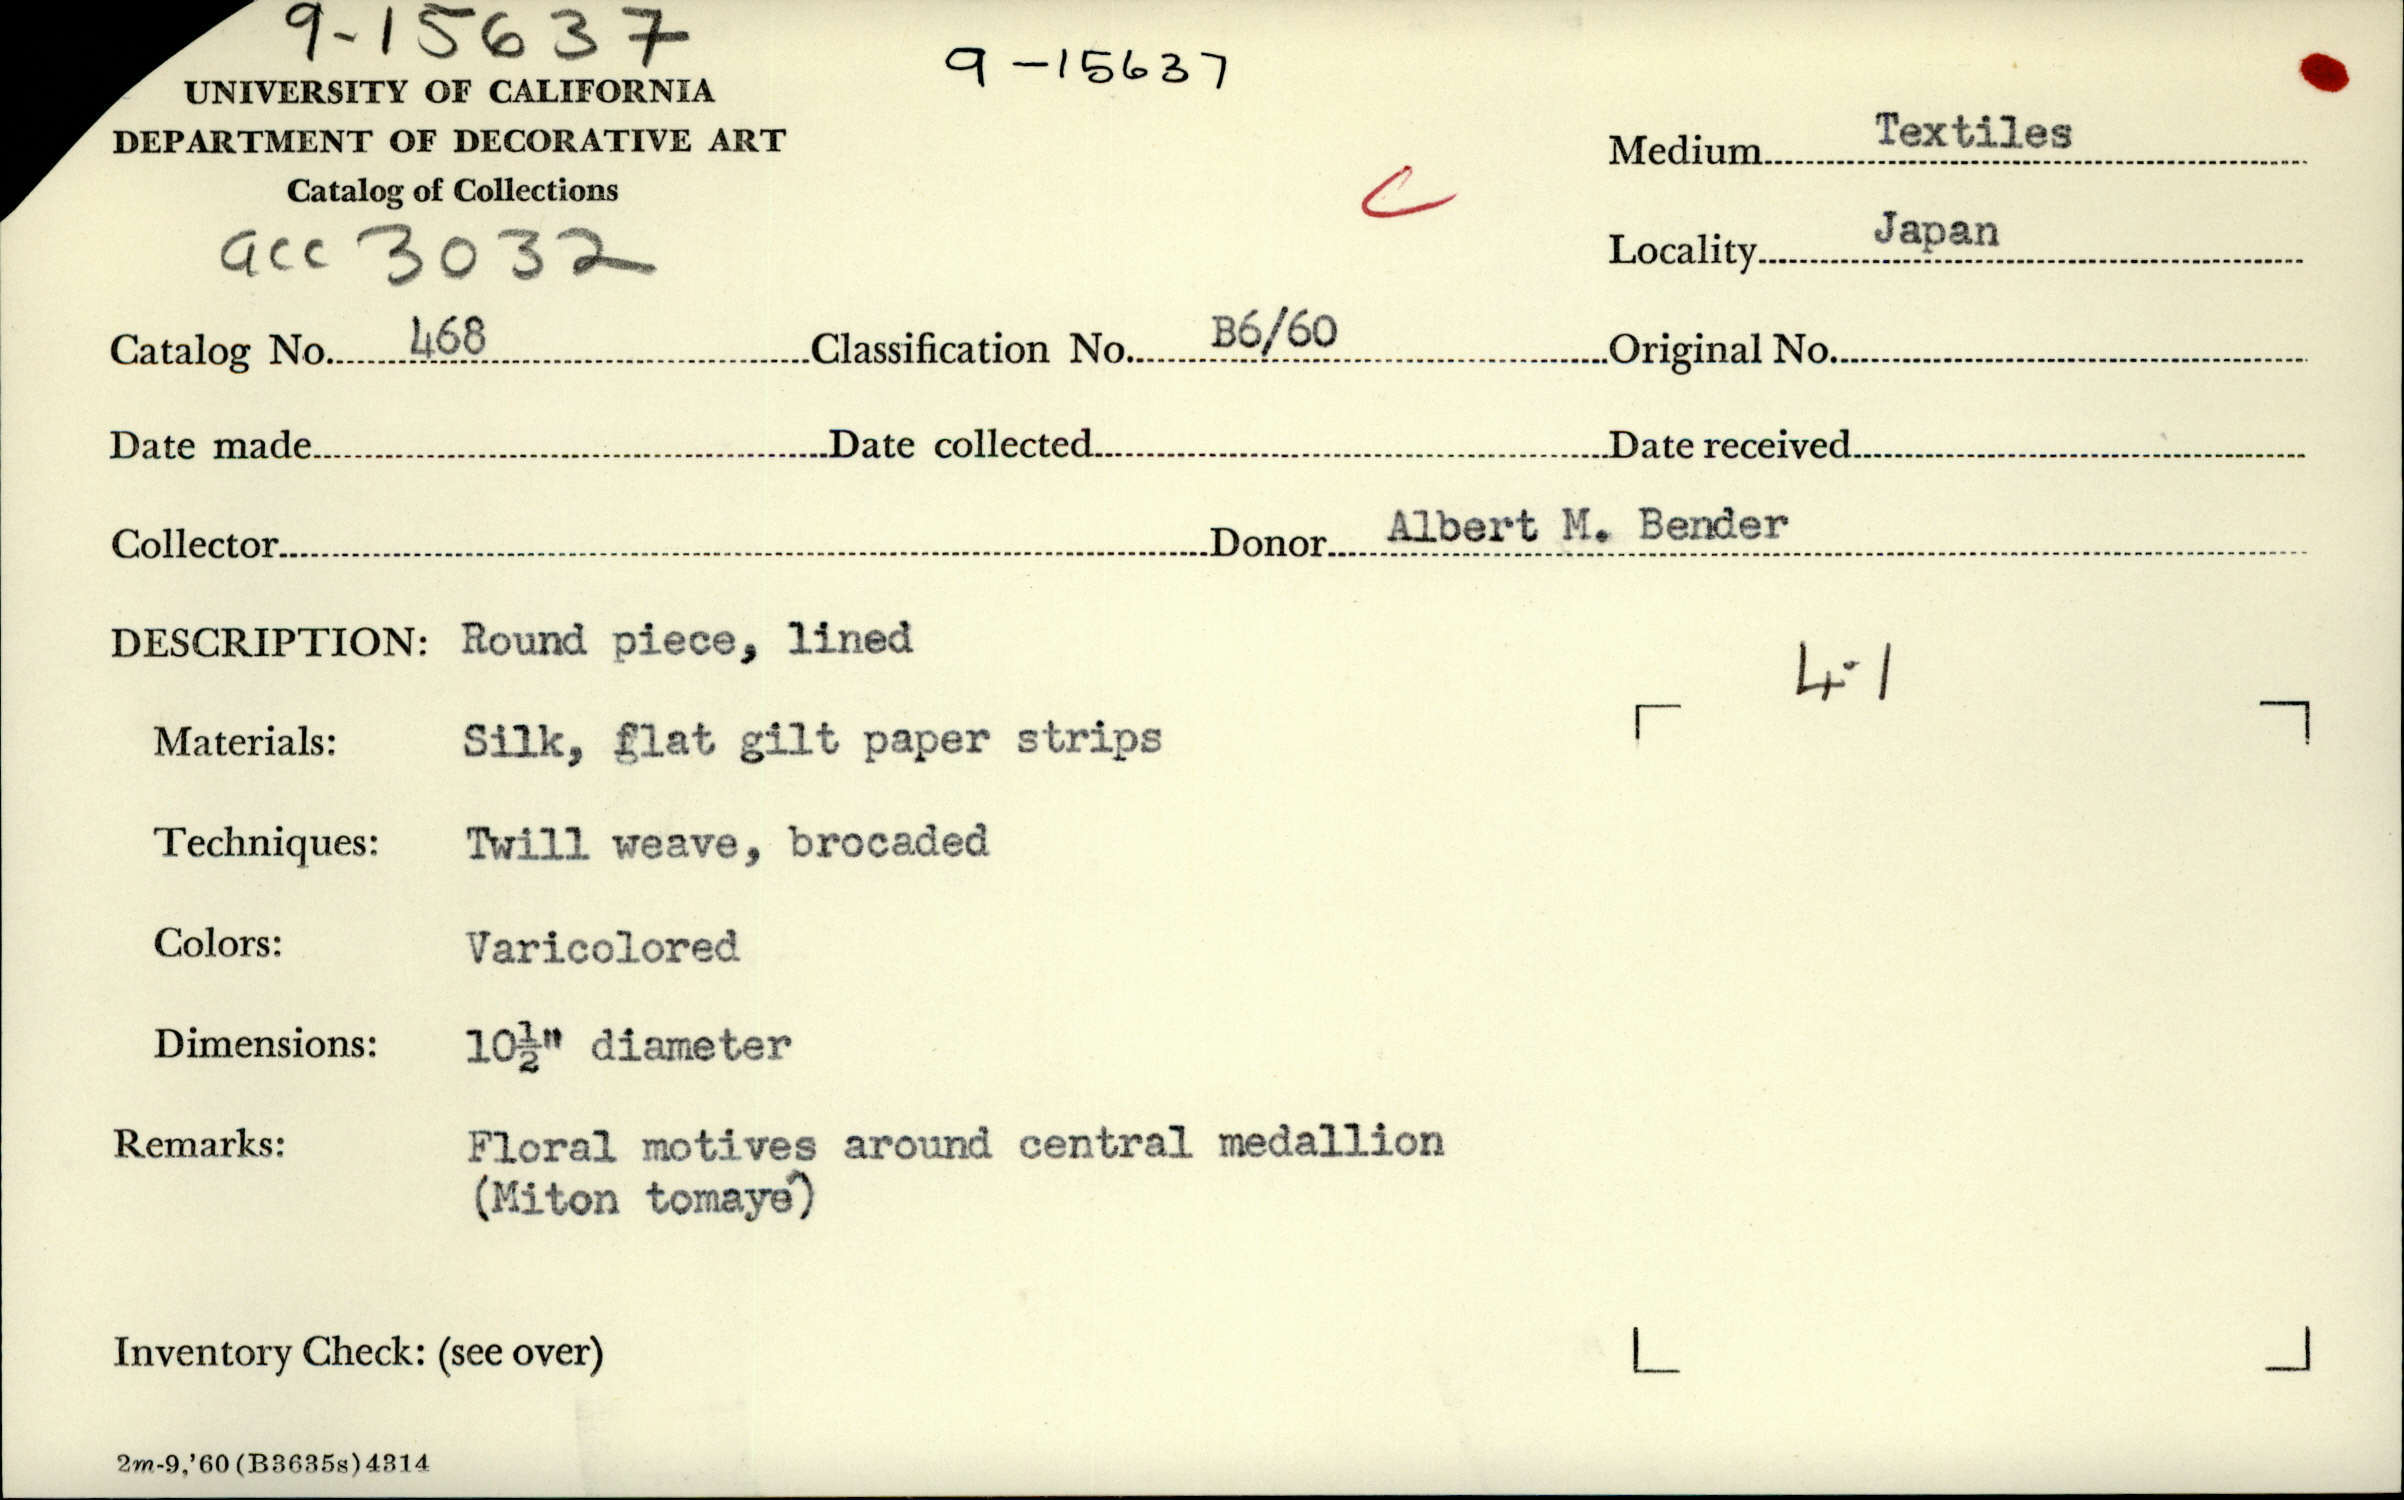 9-15637
9-15637
UNIVERSITY OF CALIFORNIA
DEPARTMENT OF DECORATIVE ART
Catalog of Collections
acc 3032
C
Medium Textiles
Locality Japan
Catalog No. 468 Classification No. B6/60 Original No.
Date made Date collected Date received
Collector Donor Albert M. Bender
DESCRIPTION: Round piece, lined
4-1
Materials: Silk, flat gilt paper strips
Techniques: Twill weave, brocaded
Colors: Varicolored
Dimensions: 10½" diameter
Remarks: Floral motives around central medallion
(Miton tomayé)
Inventory Check: (see over)
2m-9,'60 (B3635s) 4314